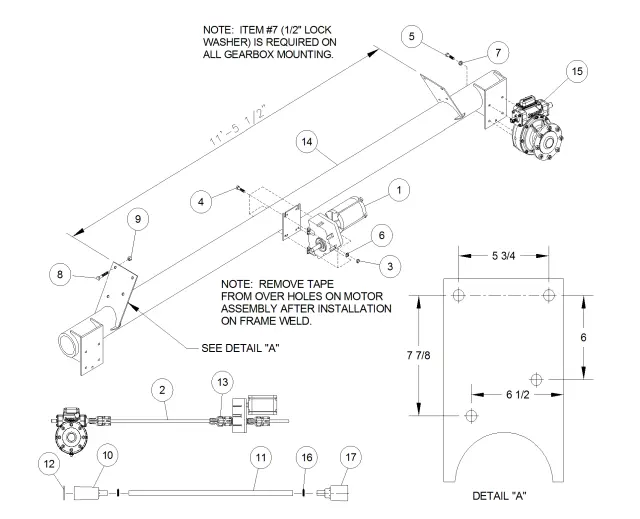 NOTE: ITEM #7 (1/2" LOCK
WASHER) IS REQUIRED ON
ALL GEARBOX MOUNTING.
5
7
15
11'-5 1/2"
14
4
1
9
6
3
8
NOTE: REMOVE TAPE
FROM OVER HOLES ON MOTOR
ASSEMBLY AFTER INSTALLATION
ON FRAME WELD.
SEE DETAIL "A"
5 3/4
7 7/8
6
6 1/2
2
13
12
10
11
16
17
DETAIL "A"